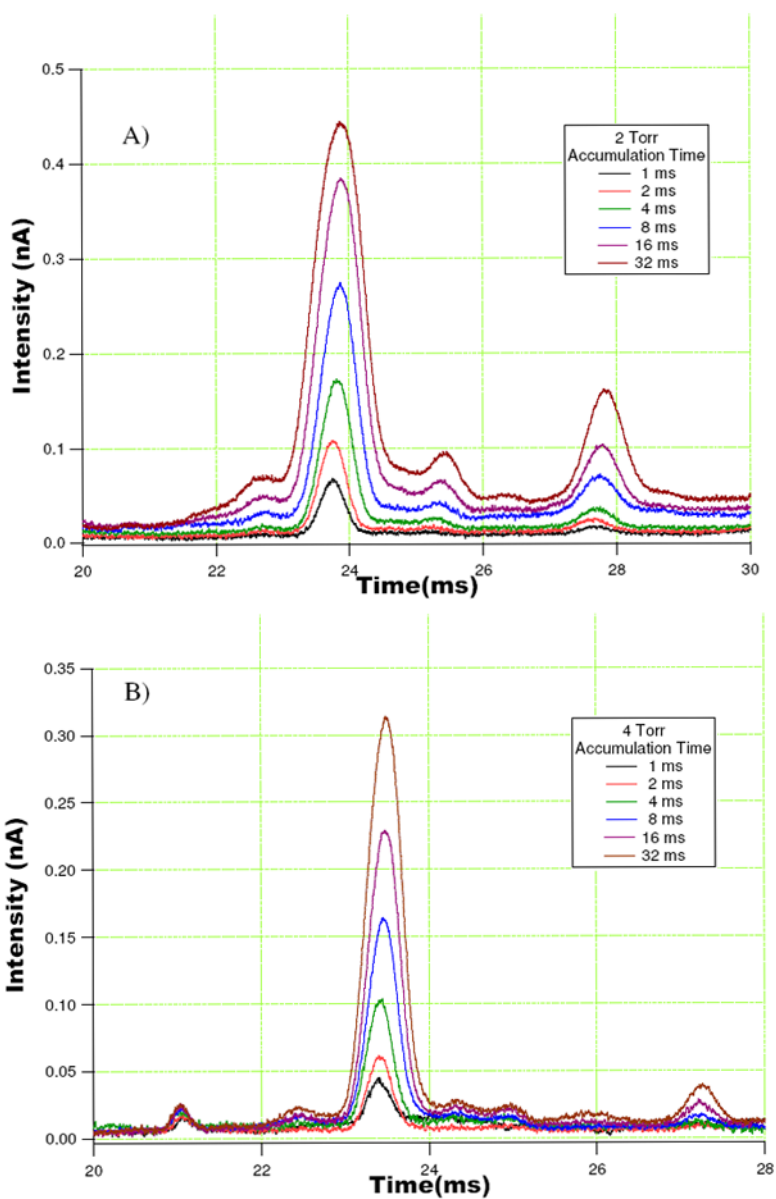 A)
0.5
0.4
0.3
0.2
0.1
0.0
Intensity (nA)
2 Torr
Accumulation Time
1 ms
2 ms
4 ms
8 ms
16 ms
32 ms
20 22 24 26 28 30
Time(ms)
B)
0.35
0.30
0.25
0.20
0.15
0.10
0.05
0.00
Intensity (nA)
4 Torr
Accumulation Time
1 ms
2 ms
4 ms
8 ms
16 ms
32 ms
20 22 24 26 28
Time(ms)